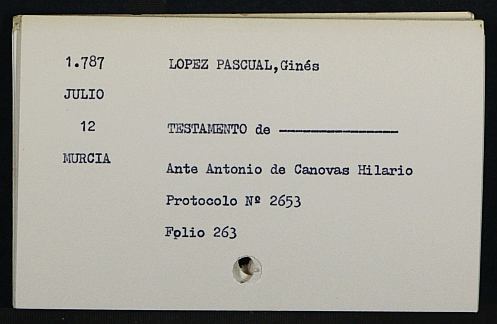 1.787 LOPEZ PASCUAL,Ginés
JULIO
12 TESTAMENTO de ----------------
MURCIA
Ante Antonio de Canovas Hilario
Protocolo Nº 2653
Folio 263